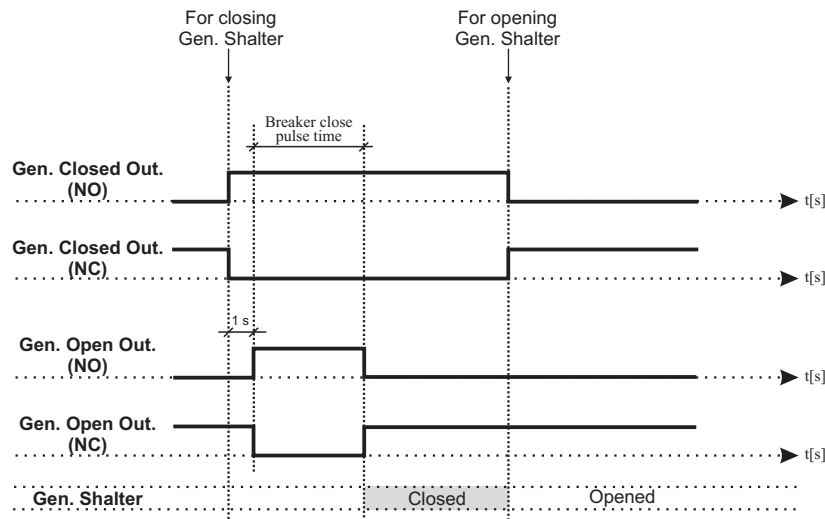 For closing
Gen. Shalter
For opening
Gen. Shalter
Breaker close
pulse time
Gen. Closed Out.
(NO)
t[s]
Gen. Closed Out.
(NC)
t[s]
1 s
Gen. Open Out.
(NO)
t[s]
Gen. Open Out.
(NC)
t[s]
Gen. Shalter
Closed
Opened